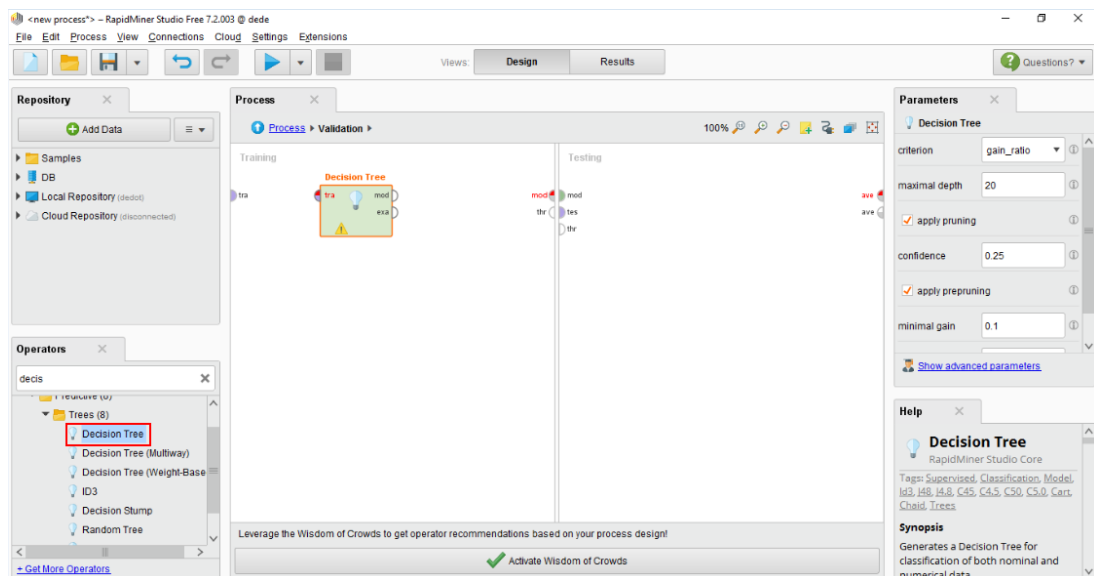 <new process*> – RapidMiner Studio Free 7.2.003 @ dede
File Edit Process View Connections Cloud Settings Extensions
Views: Design Results Questions?
Repository
Add Data
Samples
DB
Local Repository (dedot)
Cloud Repository (disconnected)
Operators
decis
Predictive (6)
Trees (8)
Decision Tree
Decision Tree (Multiway)
Decision Tree (Weight-Base
ID3
Decision Stump
Random Tree
+ Get More Operators
Process
Process Validation
100%
Training
Testing
Decision Tree
tra
tra
mod
exa
mod
thr
mod
tes
thr
ave
ave
Leverage the Wisdom of Crowds to get operator recommendations based on your process design!
Activate Wisdom of Crowds
Parameters
Decision Tree
criterion gain_ratio
maximal depth 20
apply pruning
confidence 0.25
apply prepruning
minimal gain 0.1
Show advanced parameters
Help
Decision Tree
RapidMiner Studio Core
Tags: Supervised, Classification, Model,
Id3, J48, J4.8, C45, C4.5, C50, C5.0, Cart,
Chaid, Trees
Synopsis
Generates a Decision Tree for
classification of both nominal and
numerical data.